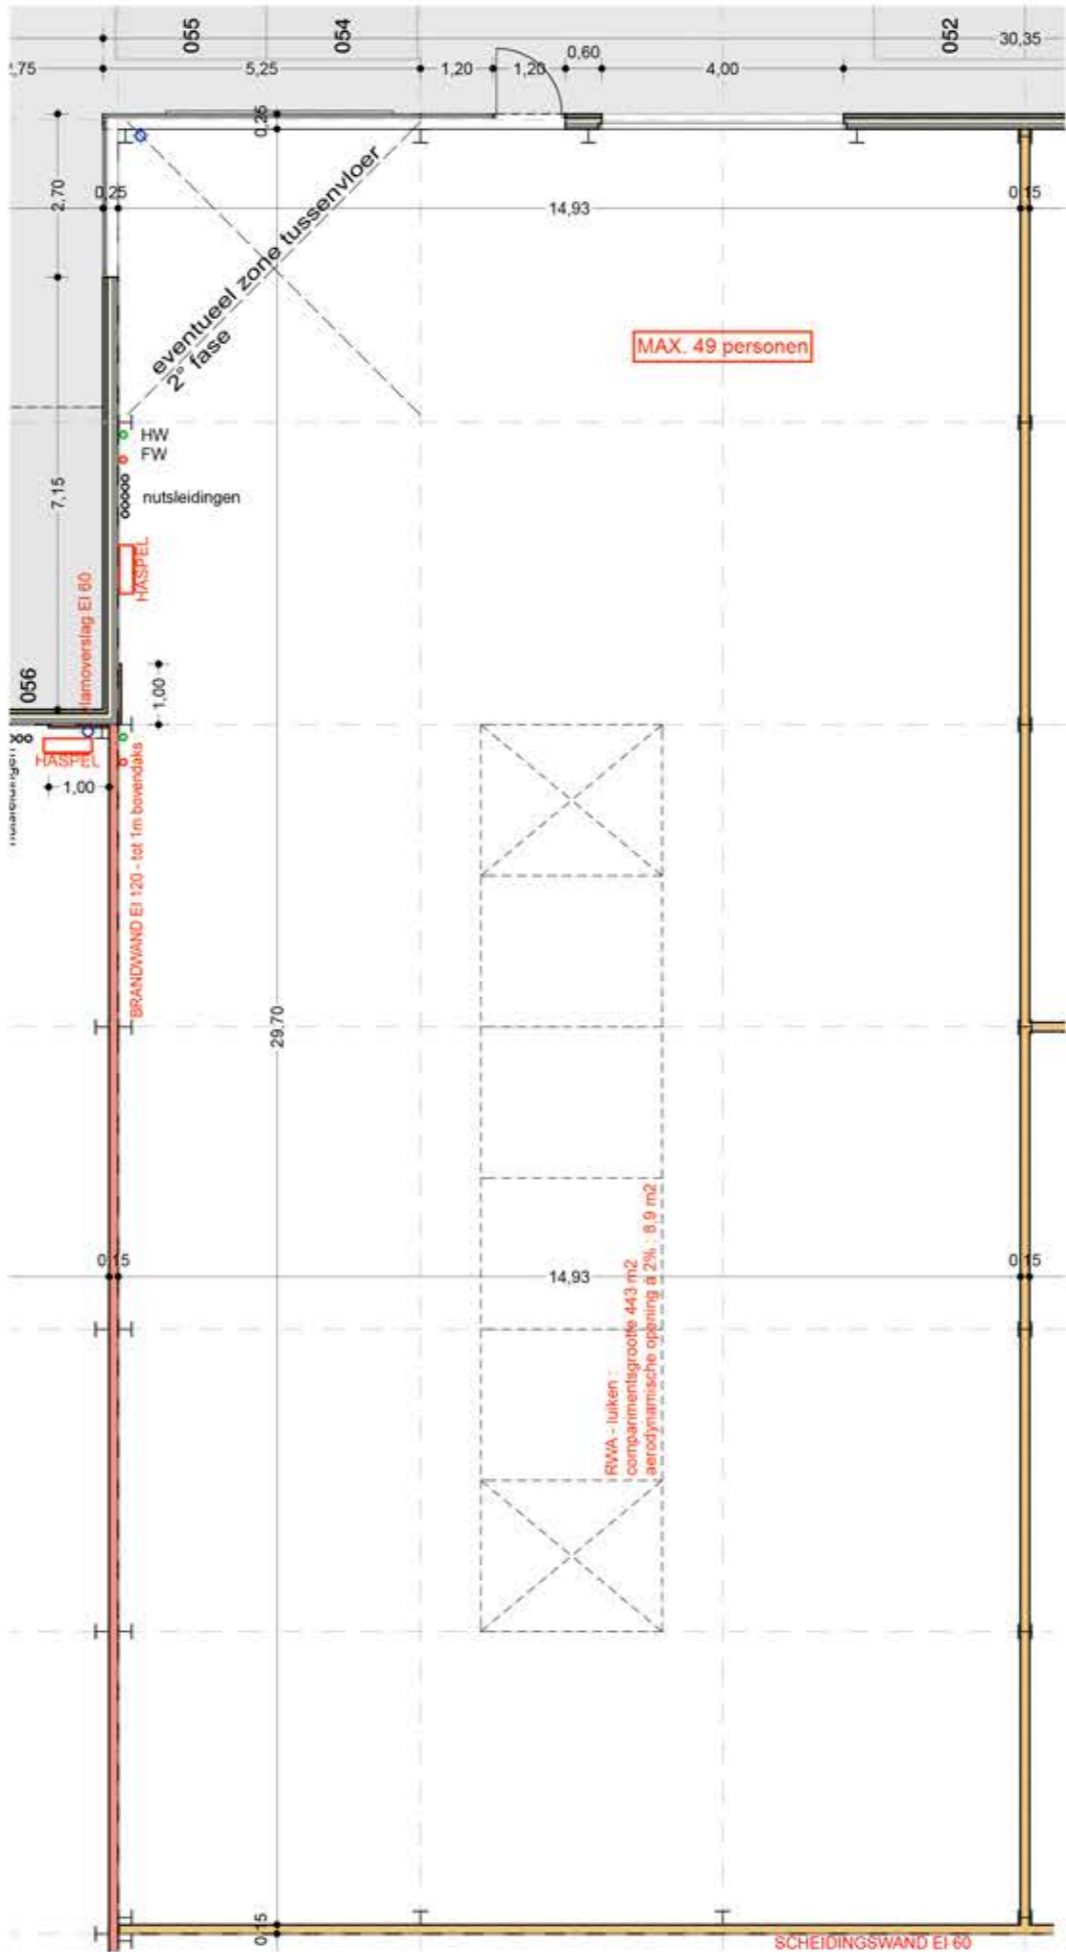 055
054
0,60
052
30,35
,75
5,25
1,20
1,20
4,00
0,25
2,70
0,25
14,93
0,15
eventueel zone tussenvloer
2° fase
MAX. 49 personen
HW
FW
7,15
nutsleidingen
HASPEL
vlamoverslag EI 60
056
1,00
HASPEL
1,00
BRANDWAND EI 120 - tot 1m bovendaks
29,70
0,15
14,93
0,15
RWA - luiken :
compartimentsgrootte 443 m2
aerodynamische opening à 2% : 8,9 m2
0,15
SCHEIDINGSWAND EI 60